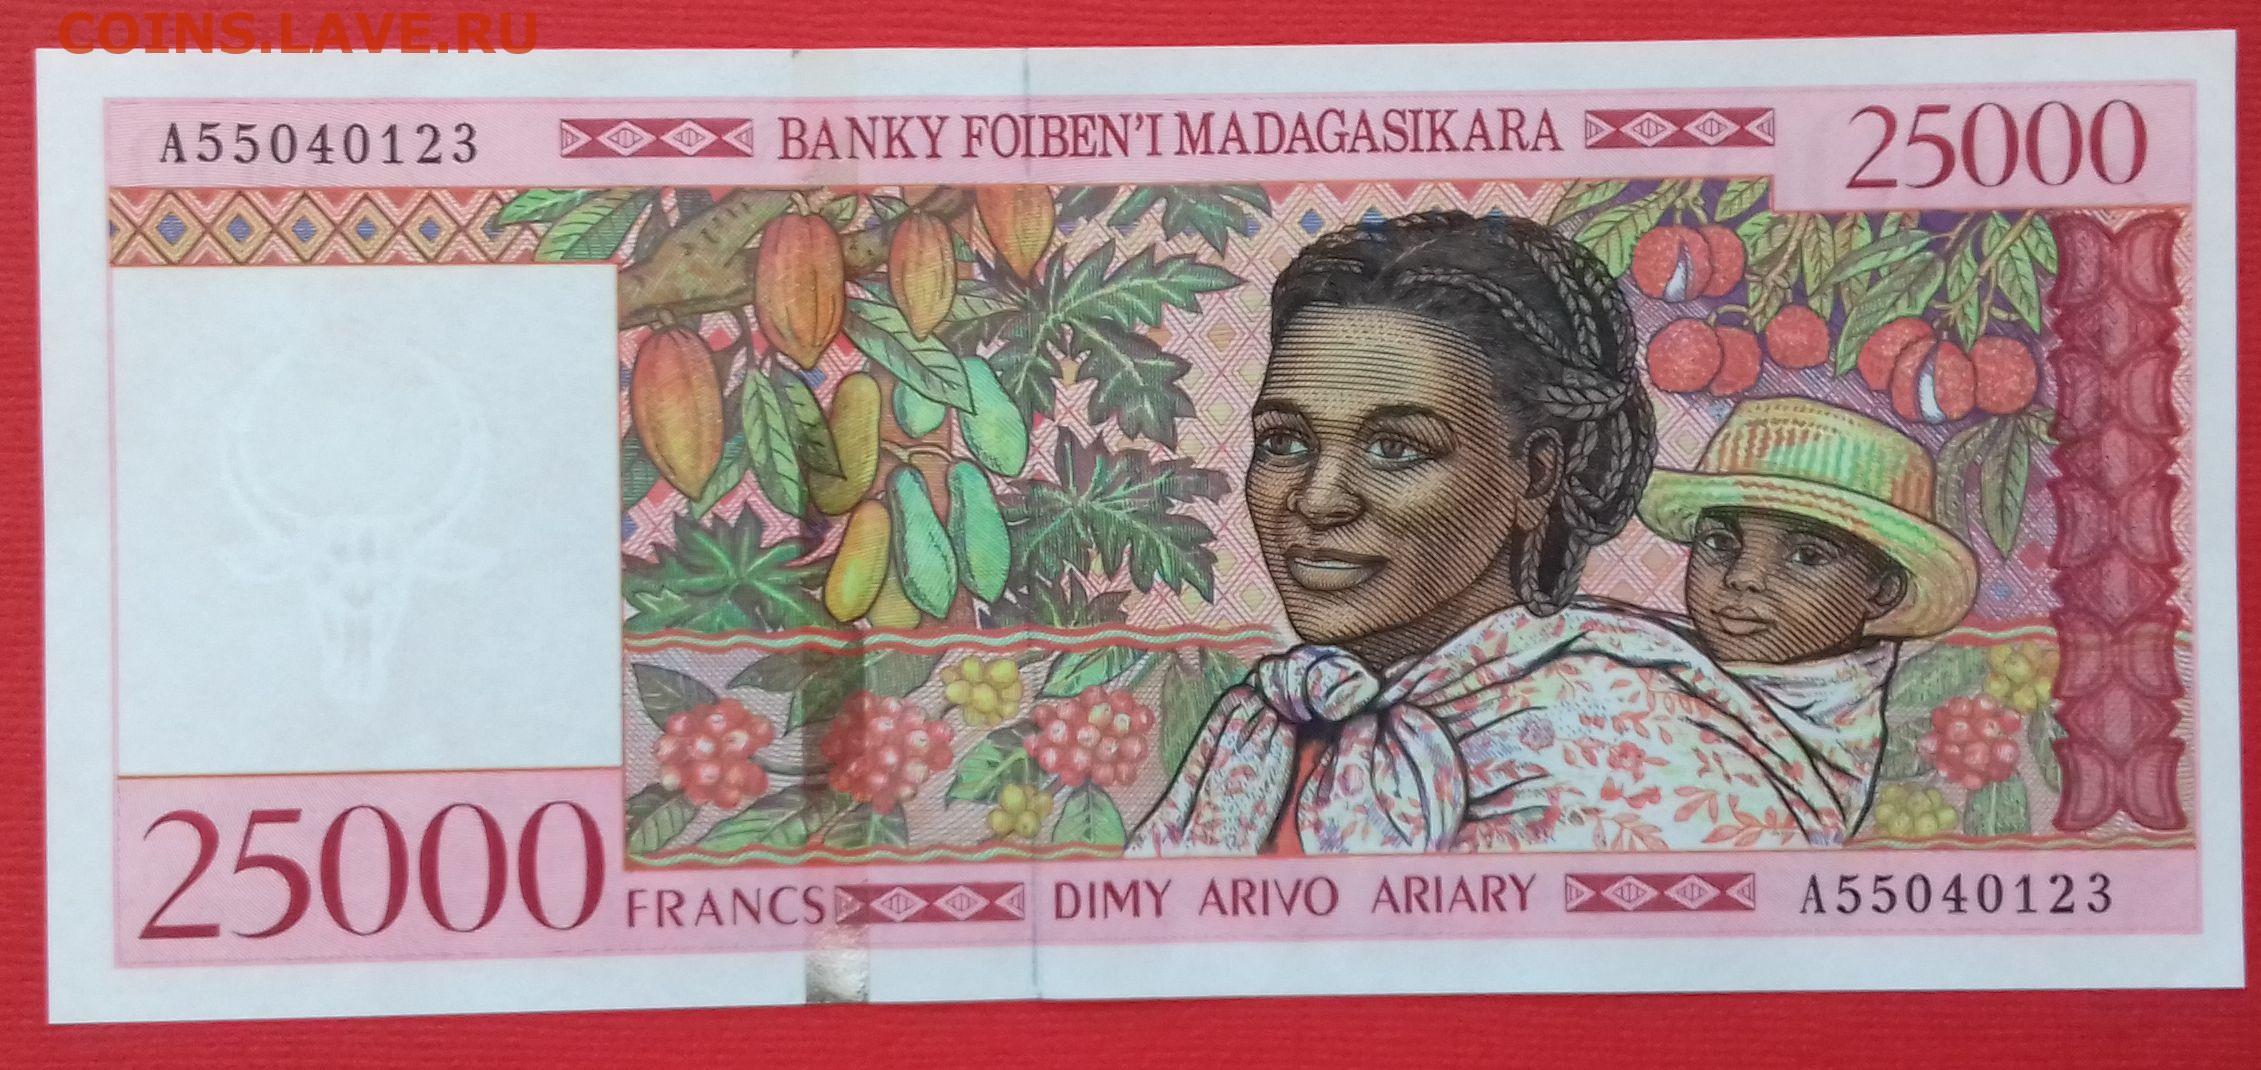 COINS.LAVE.RU
A55040123
BANKY FOIBEN'I MADAGASIKARA
25000
25000
FRANCS
DIMY ARIVO ARIARY
A55040123